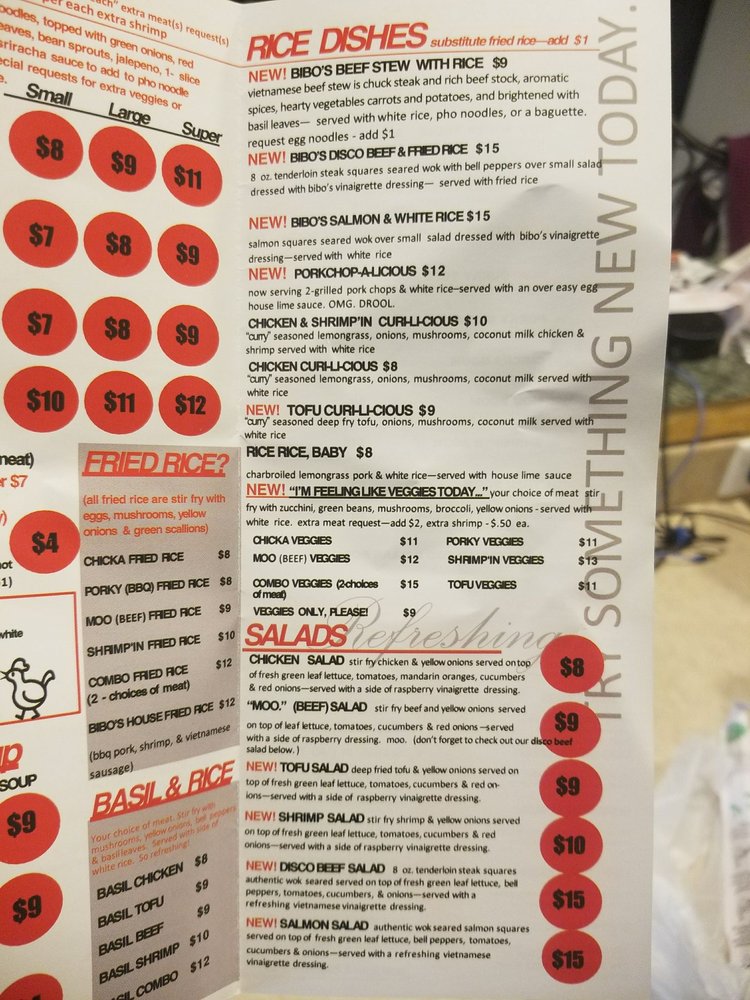 each" extra meat(s) request(s)
per each extra shrimp
oodles, topped with green onions, red
eaves, bean sprouts, jalepeno, 1- slice
sriracha sauce to add to pho noodle
ecial requests for extra veggies or
e.
Small Large Super
$8 $9 $11
$7 $8 $9
$7 $8 $9
$10 $11 $12
meat)
r $7
$4
not
1)
white
SOUP
$9
$9
FRIED RICE?
(all fried rice are stir fry with
eggs, mushrooms, yellow
onions & green scallions)
CHICKA FRIED RICE $8
PORKY (BBQ) FRIED RICE $8
MOO (BEEF) FRIED RICE $9
SHRIMP'IN FRIED RICE $10
COMBO FRIED RICE $12
(2 - choices of meat)
BIBO'S HOUSE FRIED RICE $12
(bbq pork, shrimp, & vietnamese
sausage)
BASIL & RICE
Your choice of meat. Stir fry with
mushrooms, yellow onions, bell peppers
& basil leaves. Served with side of
white rice. So refreshing!
BASIL CHICKEN $8
BASIL TOFU $9
BASIL BEEF $9
BASIL SHRIMP $10
SIL COMBO $12
RICE DISHES substitute fried rice—add $1
NEW! BIBO'S BEEF STEW WITH RICE $9
vietnamese beef stew is chuck steak and rich beef stock, aromatic
spices, hearty vegetables carrots and potatoes, and brightened with
basil leaves— served with white rice, pho noodles, or a baguette.
request egg noodles - add $1
NEW! BIBO'S DISCO BEEF & FRIED RICE $15
8 oz. tenderloin steak squares seared wok with bell peppers over small salad
dressed with bibo's vinaigrette dressing— served with fried rice
NEW! BIBO'S SALMON & WHITE RICE $15
salmon squares seared wok over small salad dressed with bibo's vinaigrette
dressing—served with white rice
NEW! PORKCHOP-A-LICIOUS $12
now serving 2-grilled pork chops & white rice—served with an over easy egg
house lime sauce. OMG. DROOL.
CHICKEN & SHRIMP'IN CURI-LI-CIOUS $10
"curry" seasoned lemongrass, onions, mushrooms, coconut milk chicken &
shrimp served with white rice
CHICKEN CURI-LI-CIOUS $8
"curry" seasoned lemongrass, onions, mushrooms, coconut milk served with
white rice
NEW! TOFU CURI-LI-CIOUS $9
"curry" seasoned deep fry tofu, onions, mushrooms, coconut milk served with
white rice
RICE RICE, BABY $8
charbroiled lemongrass pork & white rice—served with house lime sauce
NEW! "I'M FEELING LIKE VEGGIES TODAY..." your choice of meat stir
fry with zucchini, green beans, mushrooms, broccoli, yellow onions - served with
white rice. extra meat request—add $2, extra shrimp - $.50 ea.
CHICKA VEGGIES $11 PORKY VEGGIES $11
MOO (BEEF) VEGGIES $12 SHRIMP'IN VEGGIES $13
COMBO VEGGIES (2 choices $15 TOFU VEGGIES $11
of meat)
VEGGIES ONLY, PLEASE! $9
SALADS Refreshing
CHICKEN SALAD stir fry chicken & yellow onions served on top
of fresh green leaf lettuce, tomatoes, mandarin oranges, cucumbers
& red onions—served with a side of raspberry vinaigrette dressing.
$8
"MOO." (BEEF) SALAD stir fry beef and yellow onions served
on top of leaf lettuce, tomatoes, cucumbers & red onions —served
with a side of raspberry dressing. moo. (don't forget to check out our disco beef
salad below. )
$9
NEW! TOFU SALAD deep fried tofu & yellow onions served on
top of fresh green leaf lettuce, tomatoes, cucumbers & red on-
ions—served with a side of raspberry vinaigrette dressing.
$9
NEW! SHRIMP SALAD stir fry shrimp & yellow onions served
on top of fresh green leaf lettuce, tomatoes, cucumbers & red
onions—served with a side of raspberry vinaigrette dressing.
$10
NEW! DISCO BEEF SALAD 8 oz. tenderloin steak squares
authentic wok seared served on top of fresh green leaf lettuce, bell
peppers, tomatoes, cucumbers, & onions—served with a
refreshing vietnamese vinaigrette dressing.
$15
NEW! SALMON SALAD authentic wok seared salmon squares
served on top of fresh green leaf lettuce, bell peppers, tomatoes,
cucumbers & onions—served with a refreshing vietnamese
vinaigrette dressing.
$15
TRY SOMETHING NEW TODAY.